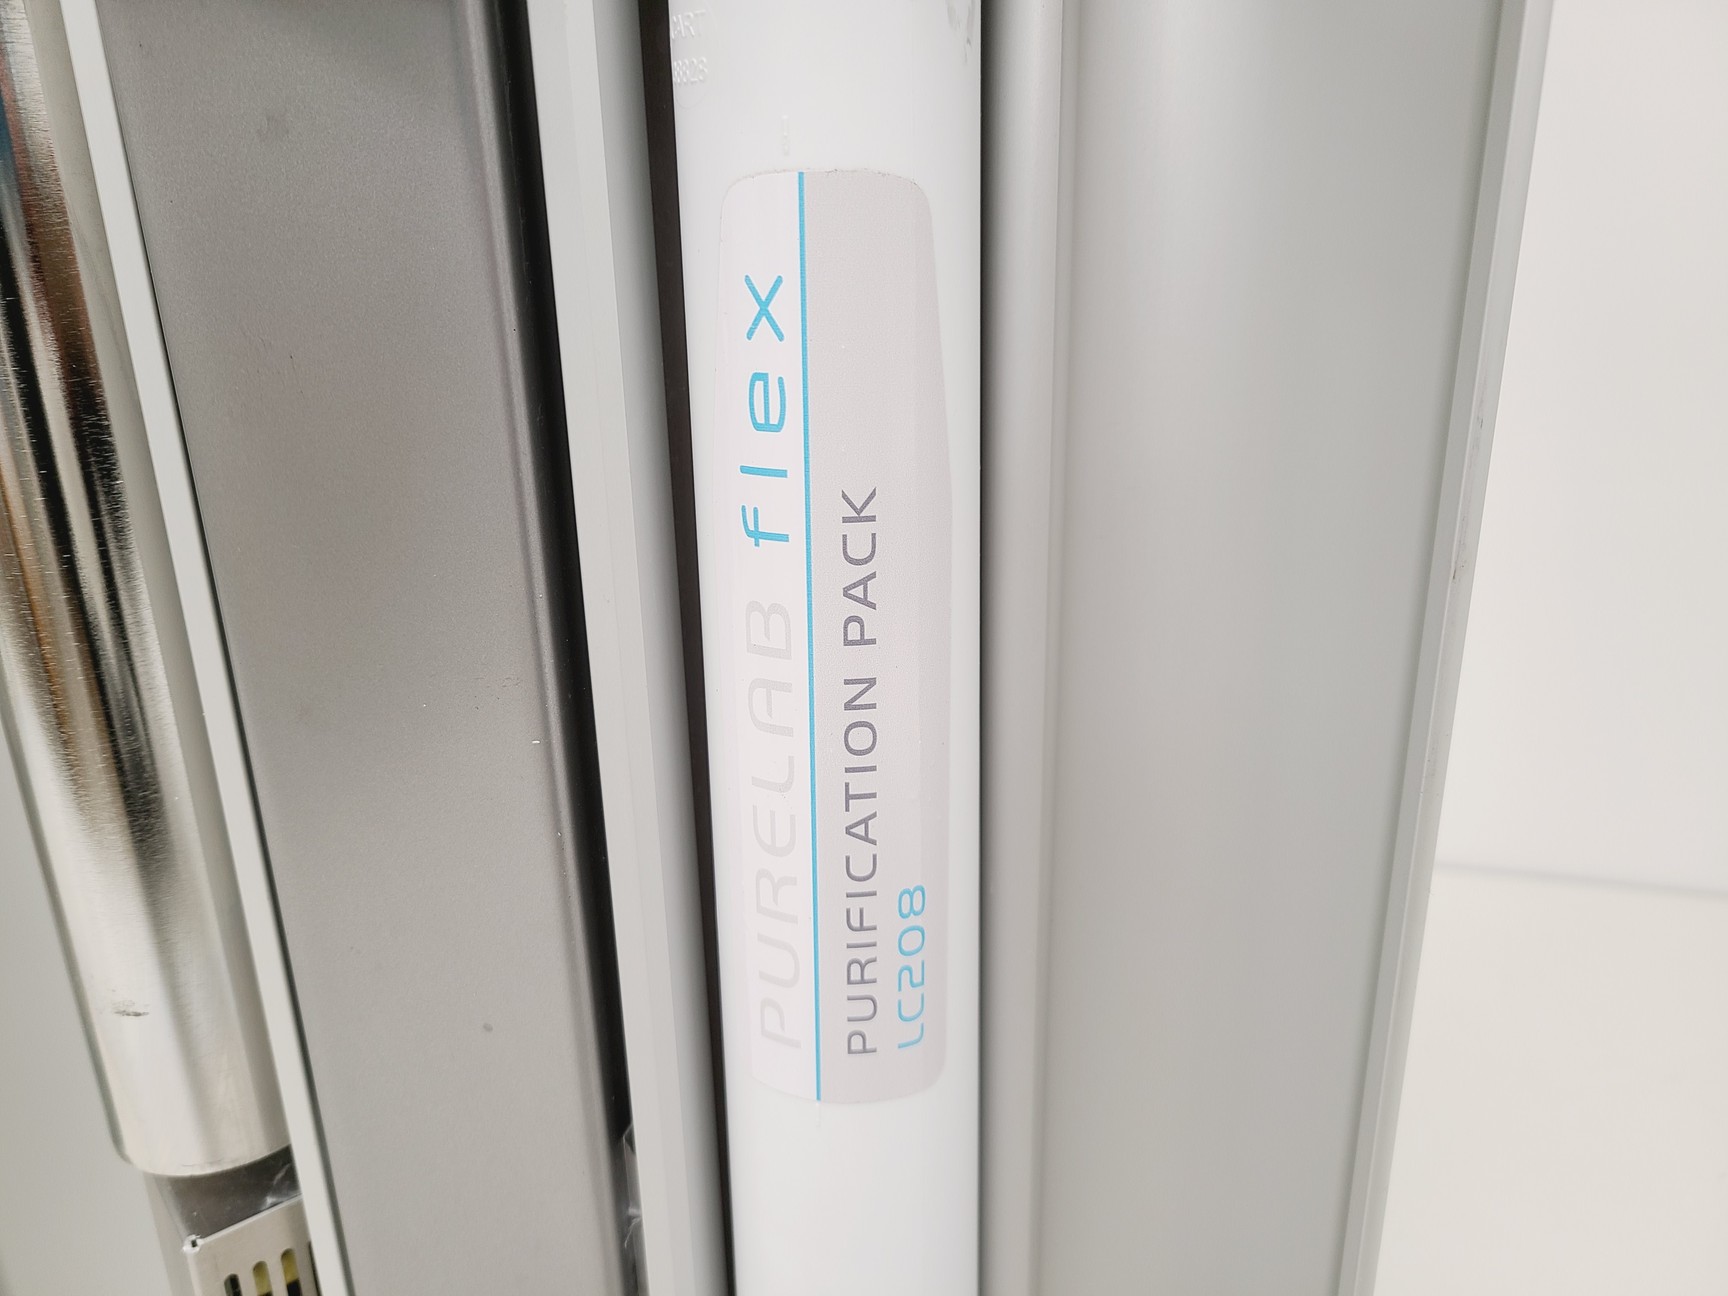 PURELAB flex
PURIFICATION PACK
LC208